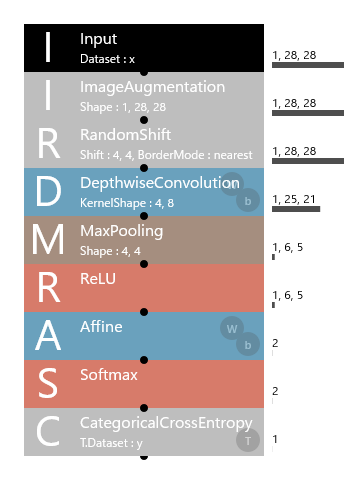 I Input
Dataset : x
1, 28, 28
I ImageAugmentation
Shape : 1, 28, 28
1, 28, 28
R RandomShift
Shift : 4, 4, BorderMode : nearest
1, 28, 28
D DepthwiseConvolution
KernelShape : 4, 8
W
b
1, 25, 21
M MaxPooling
Shape : 4, 4
1, 6, 5
R ReLU
1, 6, 5
A Affine
W
b
2
S Softmax
2
C CategoricalCrossEntropy
T.Dataset : y
T
1